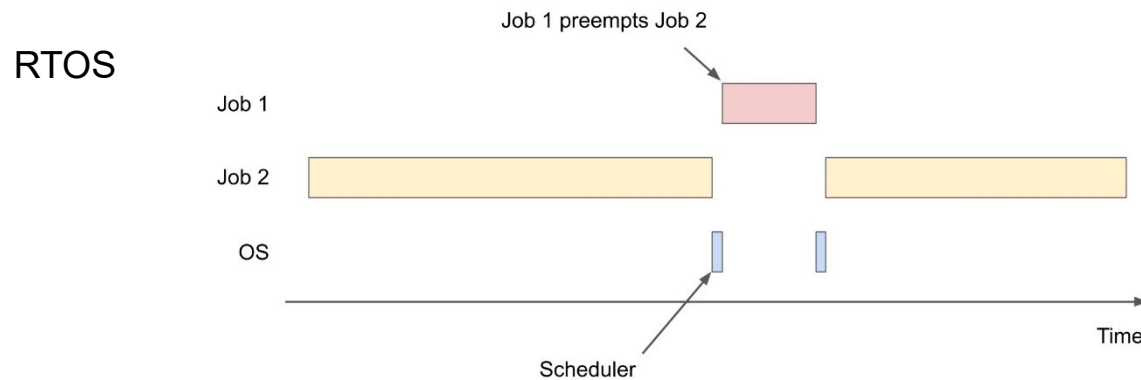 Job 1 preempts Job 2
RTOS
Job 1
Job 2
OS
Time
Scheduler